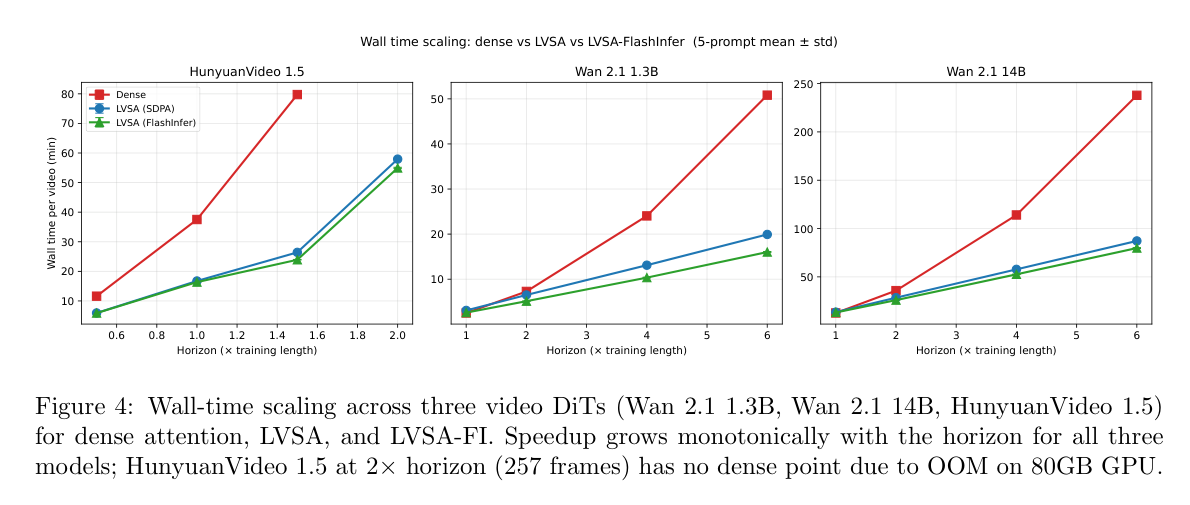 Wall time scaling: dense vs LVSA vs LVSA-FlashInfer (5-prompt mean ± std)
HunyuanVideo 1.5
Wall time per video (min)
80
70
60
50
40
30
20
10
Dense
LVSA (SDPA)
LVSA (FlashInfer)
0.6 0.8 1.0 1.2 1.4 1.6 1.8 2.0
Horizon (× training length)
Wan 2.1 1.3B
50
40
30
20
10
1 2 3 4 5 6
Horizon (× training length)
Wan 2.1 14B
250
200
150
100
50
1 2 3 4 5 6
Horizon (× training length)
Figure 4: Wall-time scaling across three video DiTs (Wan 2.1 1.3B, Wan 2.1 14B, HunyuanVideo 1.5)
for dense attention, LVSA, and LVSA-FI. Speedup grows monotonically with the horizon for all three
models; HunyuanVideo 1.5 at 2× horizon (257 frames) has no dense point due to OOM on 80GB GPU.